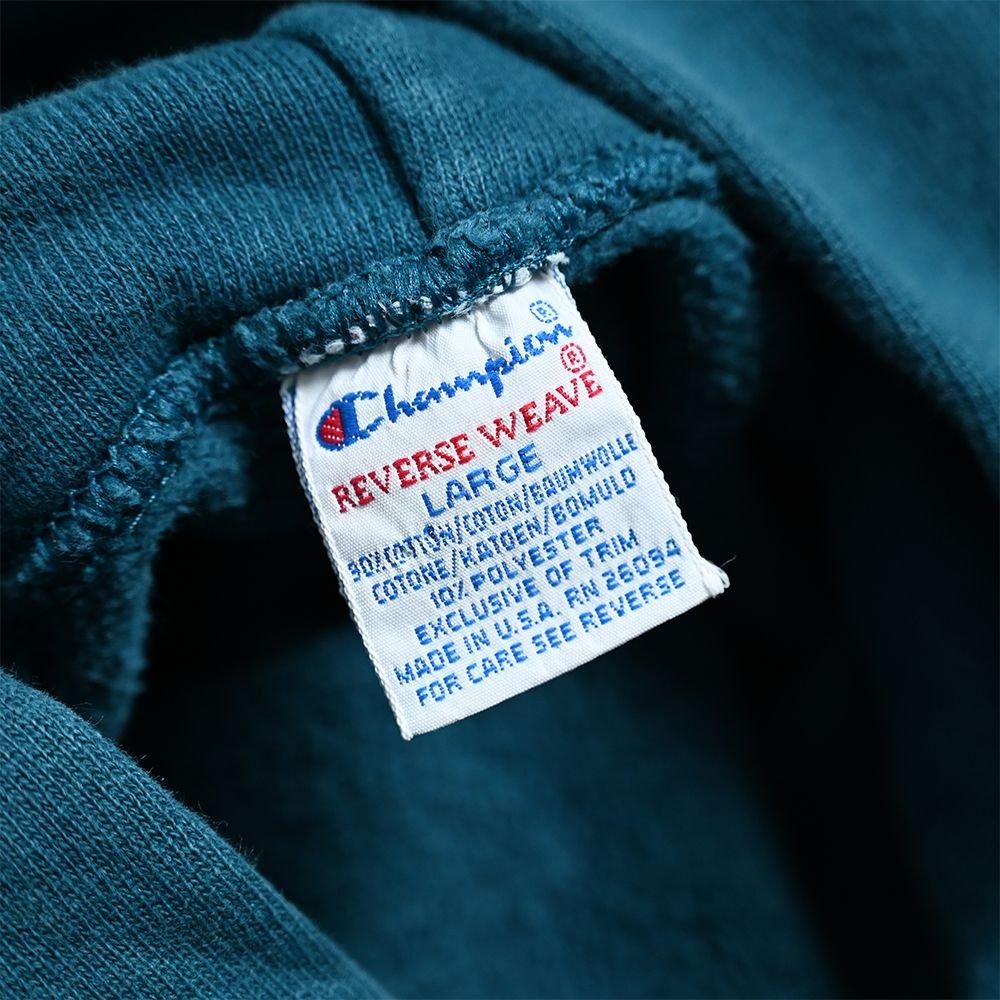 Champion®
REVERSE WEAVE®
LARGE
90% COTTON/COTON/BAUMWOLLE
COTONE/KATOEN/BOMULD
10% POLYESTER
EXCLUSIVE OF TRIM
MADE IN U.S.A. RN 26094
FOR CARE SEE REVERSE